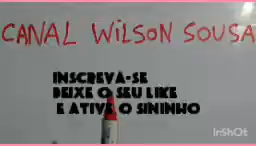 CANAL WILSON SOUSA
INSCREVA-SE
DEIXE O SEU LIKE
E ATIVE O SININHO
InShOt